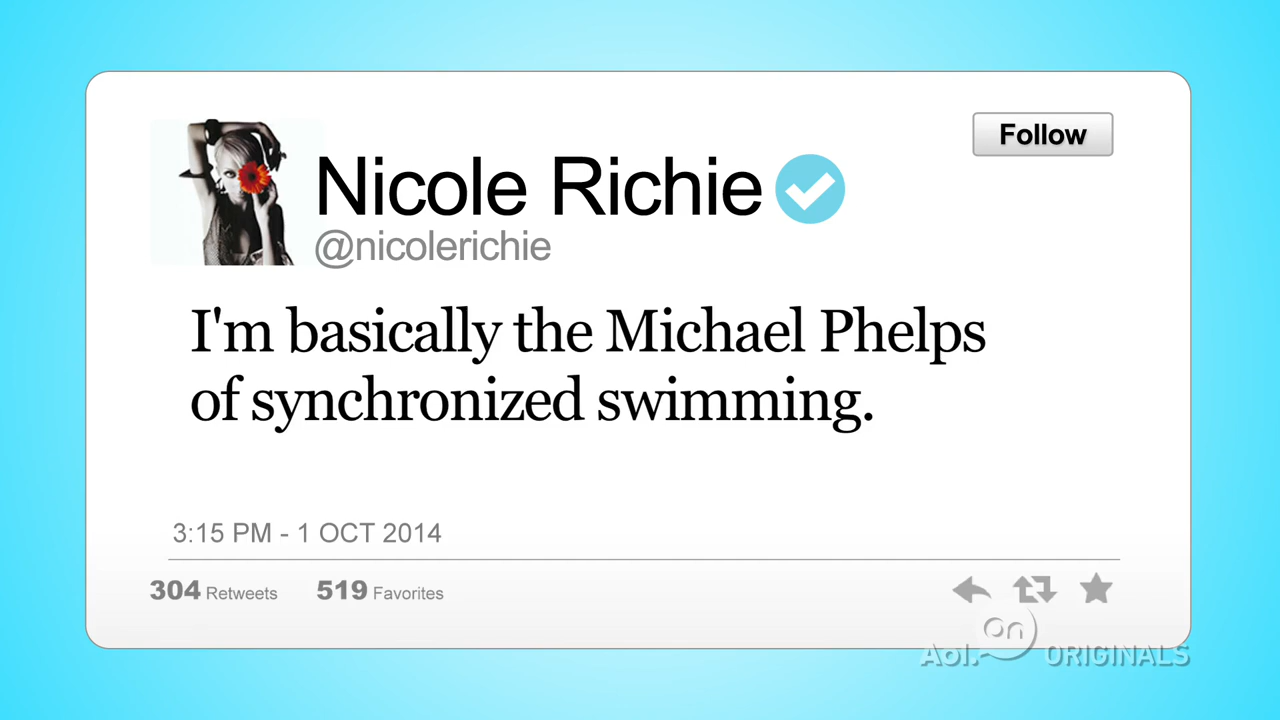 Follow
Nicole Richie
@nicolerichie
I'm basically the Michael Phelps
of synchronized swimming.
3:15 PM - 1 OCT 2014
304 Retweets 519 Favorites
Aol. On ORIGINALS